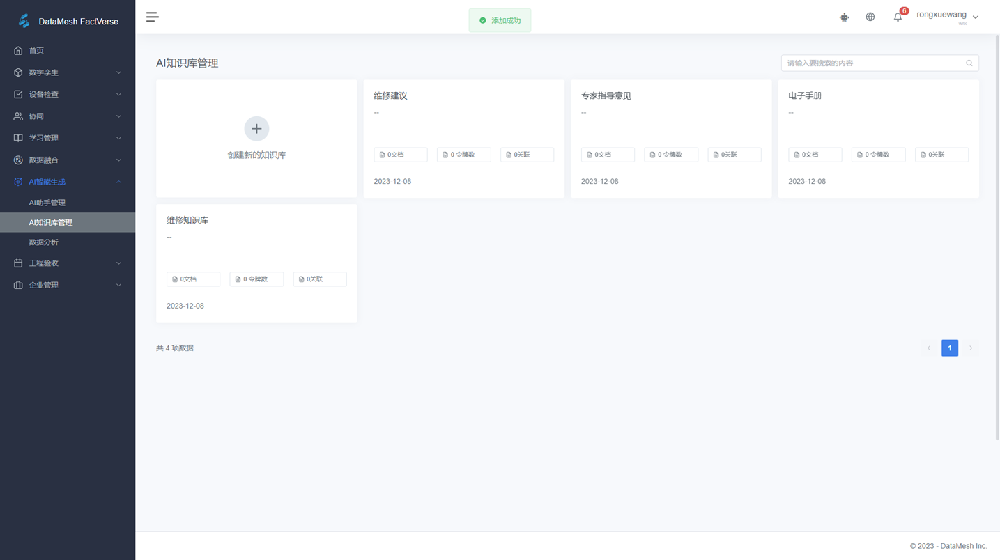 DataMesh FactVerse
首页
数字孪生
设备检查
协同
学习管理
数据融合
AI智能生成
AI助手管理
AI知识库管理
数据分析
工程验收
企业管理
添加成功
6
rongxuewang
wrx
AI知识库管理
请输入要搜索的内容
创建新的知识库
维修建议
--
0文档
0 令牌数
0关联
2023-12-08
专家指导意见
--
0文档
0 令牌数
0关联
2023-12-08
电子手册
--
0文档
0 令牌数
0关联
2023-12-08
维修知识库
--
0文档
0 令牌数
0关联
2023-12-08
共 4 项数据
1
© 2023 - DataMesh Inc.